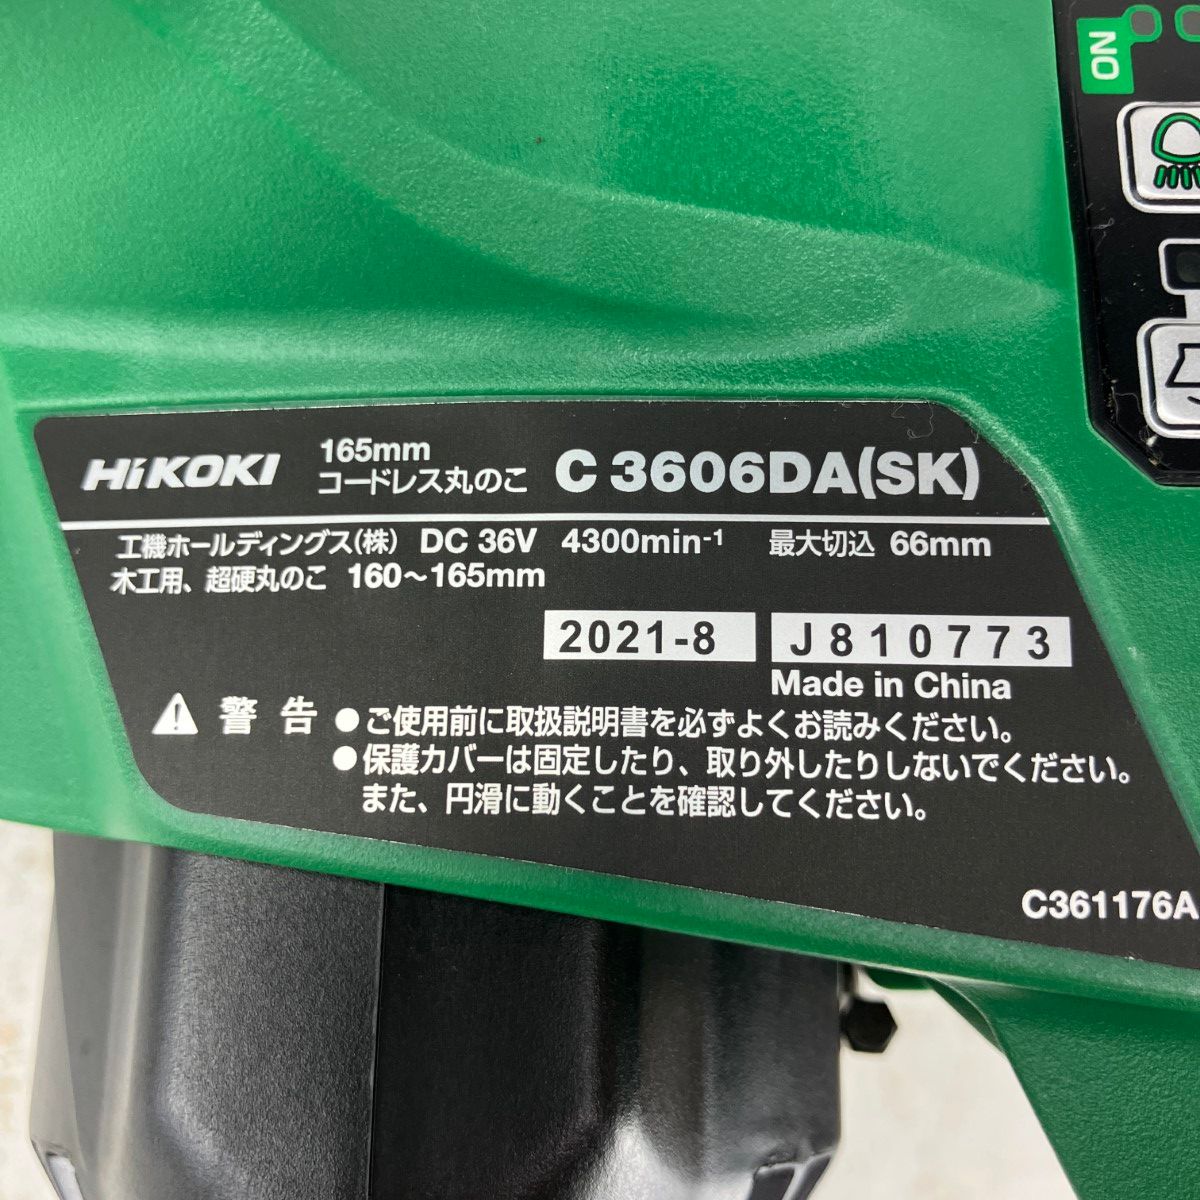 ON
165mm
HiKOKI コードレス丸のこ C 3606DA(SK)
工機ホールディングス(株) DC 36V 4300min-1 最大切込 66mm
木工用、超硬丸のこ 160～165mm
2021-8 J810773
Made in China
警告 ●ご使用前に取扱説明書を必ずよくお読みください。
●保護カバーは固定したり、取り外したりしないでください。
また、円滑に動くことを確認してください。
C361176A